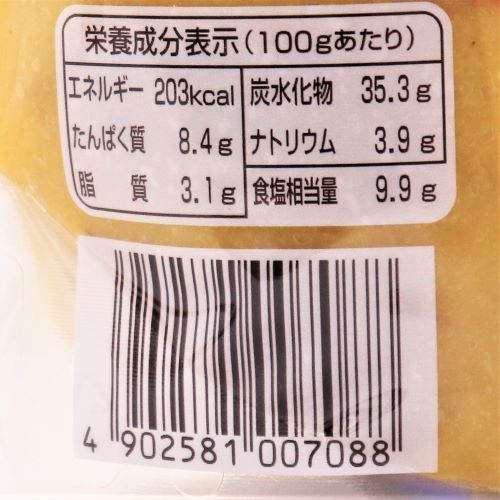 栄養成分表示(100gあたり)
エネルギー 203kcal 炭水化物 35.3g
たんぱく質 8.4g ナトリウム 3.9g
脂質 3.1g 食塩相当量 9.9g
4 902581 007088